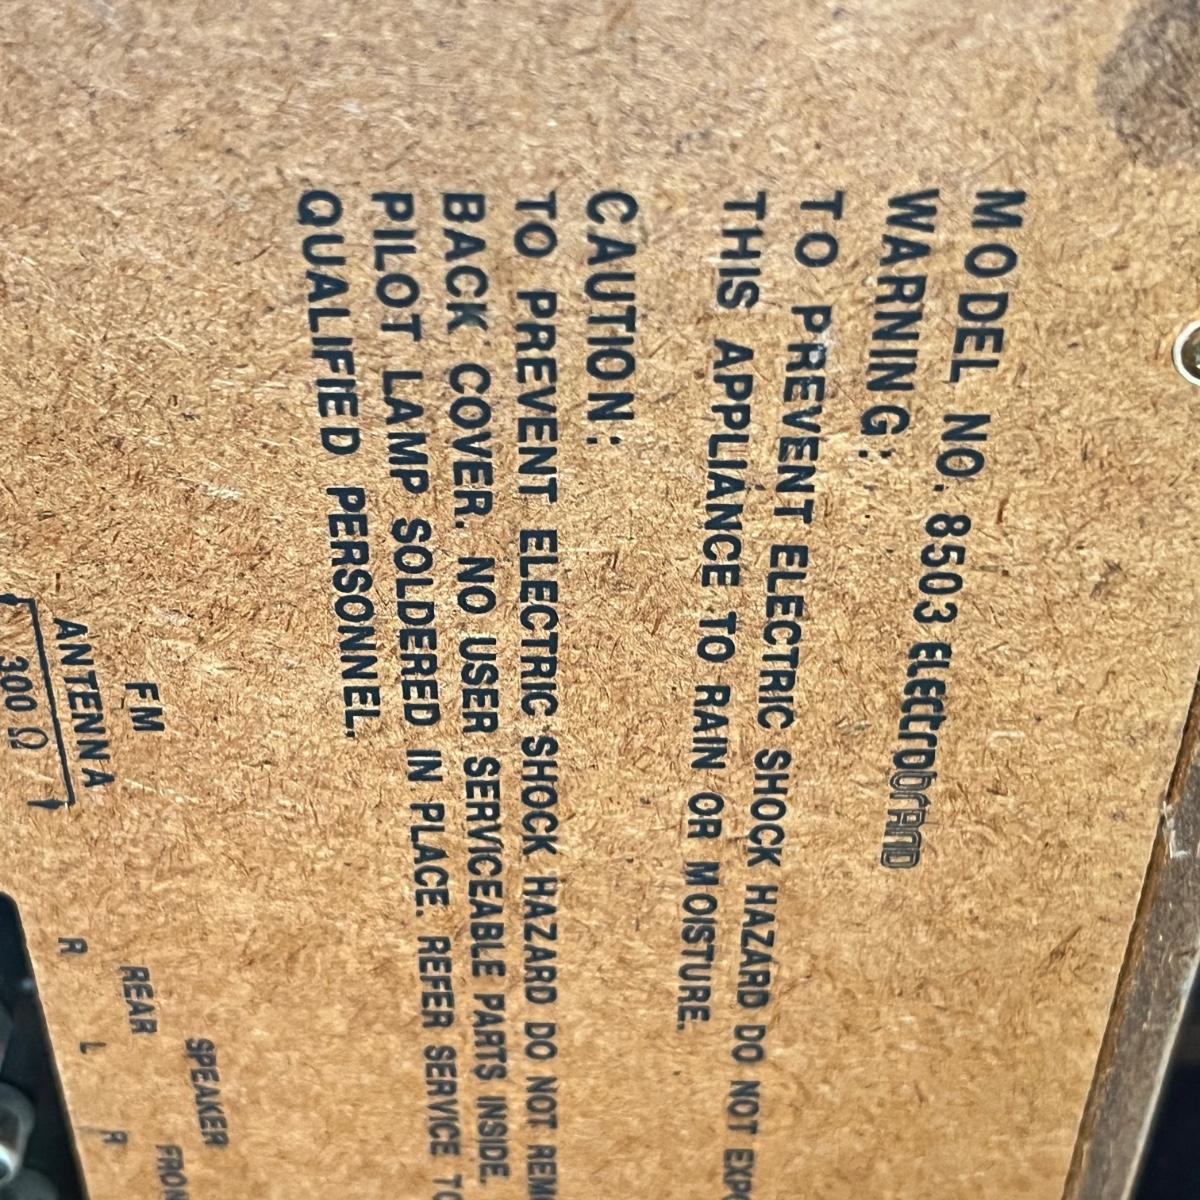 MODEL NO. 8503 ELECtrobrand
WARNING:
TO PREVENT ELECTRIC SHOCK HAZARD DO NOT
THIS APPLIANCE TO RAIN OR MOISTURE.
CAUTION:
TO PREVENT ELECTRIC SHOCK HAZARD DO NOT
BACK COVER. NO USER SERVICEABLE PARTS INSIDE.
PILOT LAMP SOLDERED IN PLACE. REFER SERVICE TO
QUALIFIED PERSONNEL.
FM
ANTENNA
300 Ω
SPEAKER
REAR
R L R